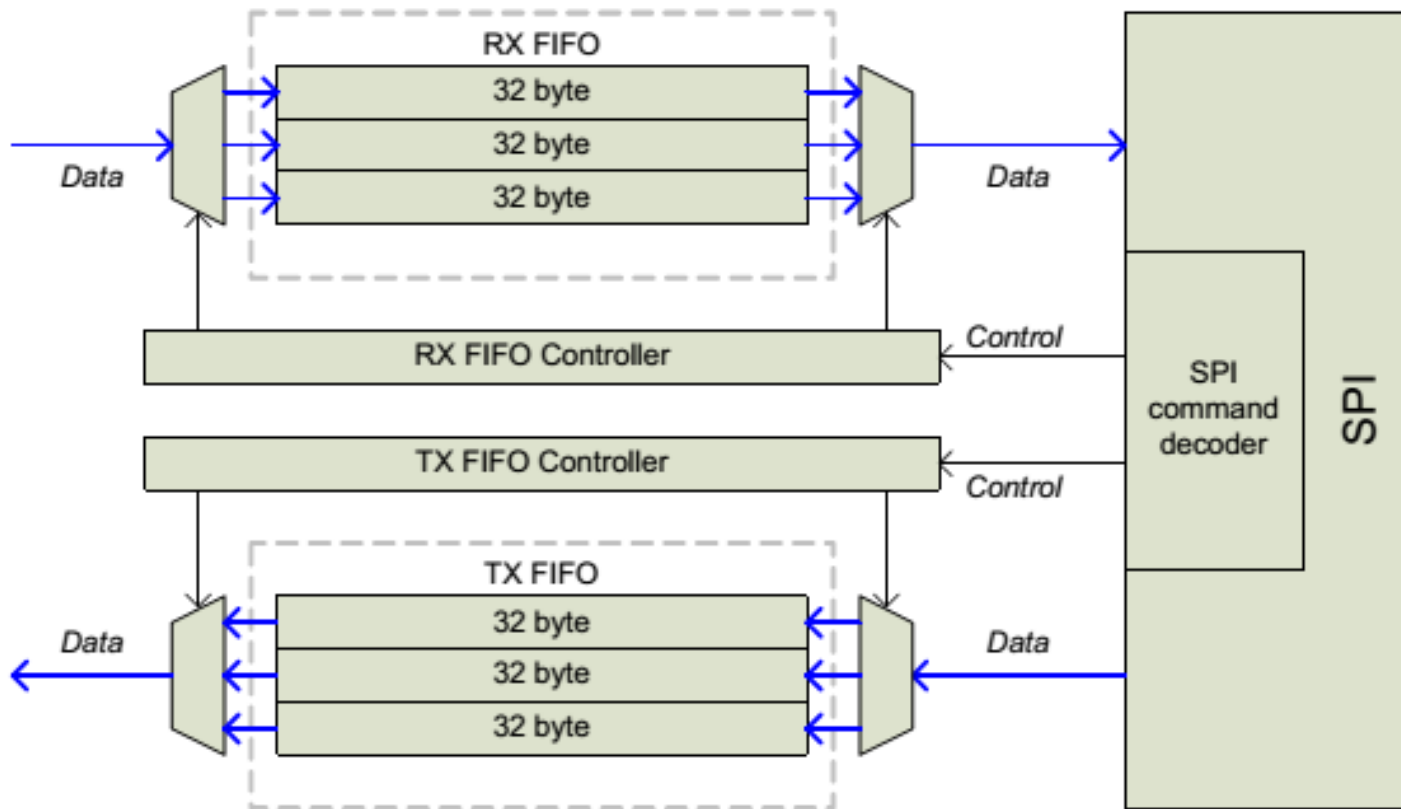 RX FIFO
32 byte
32 byte
32 byte
Data
Data
RX FIFO Controller
Control
SPI
command
decoder
SPI
TX FIFO Controller
Control
TX FIFO
32 byte
32 byte
32 byte
Data
Data